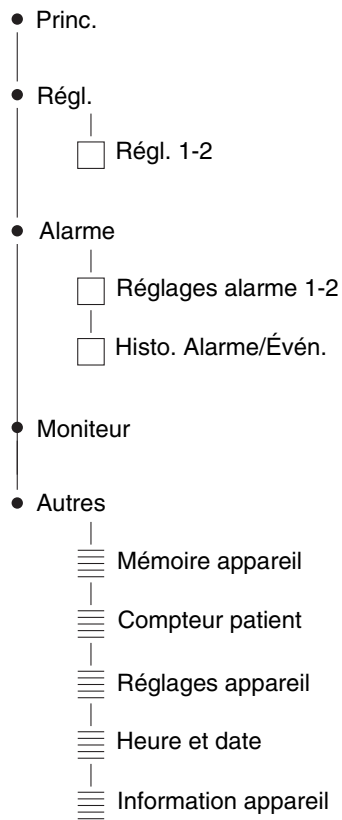 Princ.
Régl.
Régl. 1-2
Alarme
Réglages alarme 1-2
Histo. Alarme/Évén.
Moniteur
Autres
Mémoire appareil
Compteur patient
Réglages appareil
Heure et date
Information appareil